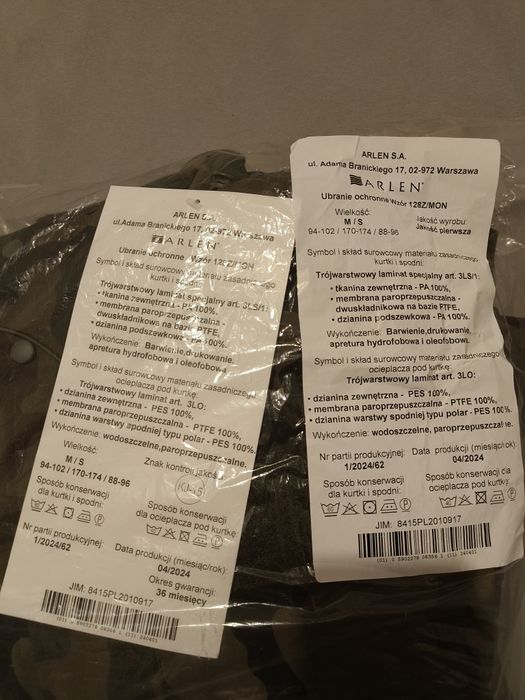 ARLEN S.A.
ul.Adama Branickiego 17, 02-972 Warszawa
ARLEN
Ubranie ochronne Wzór 128Z/MON
Symbol i skład surowcowy materiału zasadniczego
kurtki i spodni:
Trójwarstwowy laminat specjalny art. 3LS/1:
• tkanina zewnętrzna - PA 100%,
• membrana paroprzepuszczalna -
dwuskładnikowa na bazie PTFE,
• dzianina podszewkowa - PA 100%.
Wykończenie: Barwienie,drukowanie,
apretura hydrofobowa i oleofobowa.
Symbol i skład surowcowy materiału zasadniczego
ocieplacza pod kurtkę:
Trójwarstwowy laminat art. 3LO:
• dzianina zewnętrzna - PES 100%,
• membrana paroprzepuszczalna - PTFE 100%,
• dzianina warstwy spodniej typu polar - PES 100%.
Wykończenie: wodoszczelne,paroprzepuszczalne.
Wielkość:
M / S
94-102 / 170-174 / 88-96
Znak kontroli jakości:
KJ-15
Sposób konserwacji
dla kurtki i spodni:
Sposób konserwacji
dla ocieplacza pod kurtkę:
Nr partii produkcyjnej:
1/2024/62
Data produkcji (miesiąc/rok):
04/2024
Okres gwarancji:
36 miesięcy
JIM: 8415PL2010917
ARLEN S.A.
ul. Adama Branickiego 17, 02-972 Warszawa
ARLEN
Ubranie ochronne Wzór 128Z/MON
Wielkość:
M / S
94-102 / 170-174 / 88-96
Jakość wyrobu:
Jakość pierwsza
Symbol i skład surowcowy materiału zasadniczego
kurtki i spodni:
Trójwarstwowy laminat specjalny art. 3LS/1:
• tkanina zewnętrzna - PA 100%,
• membrana paroprzepuszczalna -
dwuskładnikowa na bazie PTFE,
• dzianina podszewkowa - PA 100%.
Wykończenie: Barwienie,drukowanie,
apretura hydrofobowa i oleofobowa.
Symbol i skład surowcowy materiału zasadniczego
ocieplacza pod kurtkę:
Trójwarstwowy laminat art. 3LO:
• dzianina zewnętrzna - PES 100%,
• membrana paroprzepuszczalna - PTFE 100%,
• dzianina warstwy spodniej typu polar - PES 100%.
Wykończenie: wodoszczelne, paroprzepuszczalne.
Nr partii produkcyjnej:
1/2024/62
Data produkcji (miesiąc/rok):
04/2024
Sposób konserwacji
dla kurtki i spodni:
Sposób konserwacji
dla ocieplacza pod kurtkę:
JIM: 8415PL2010917